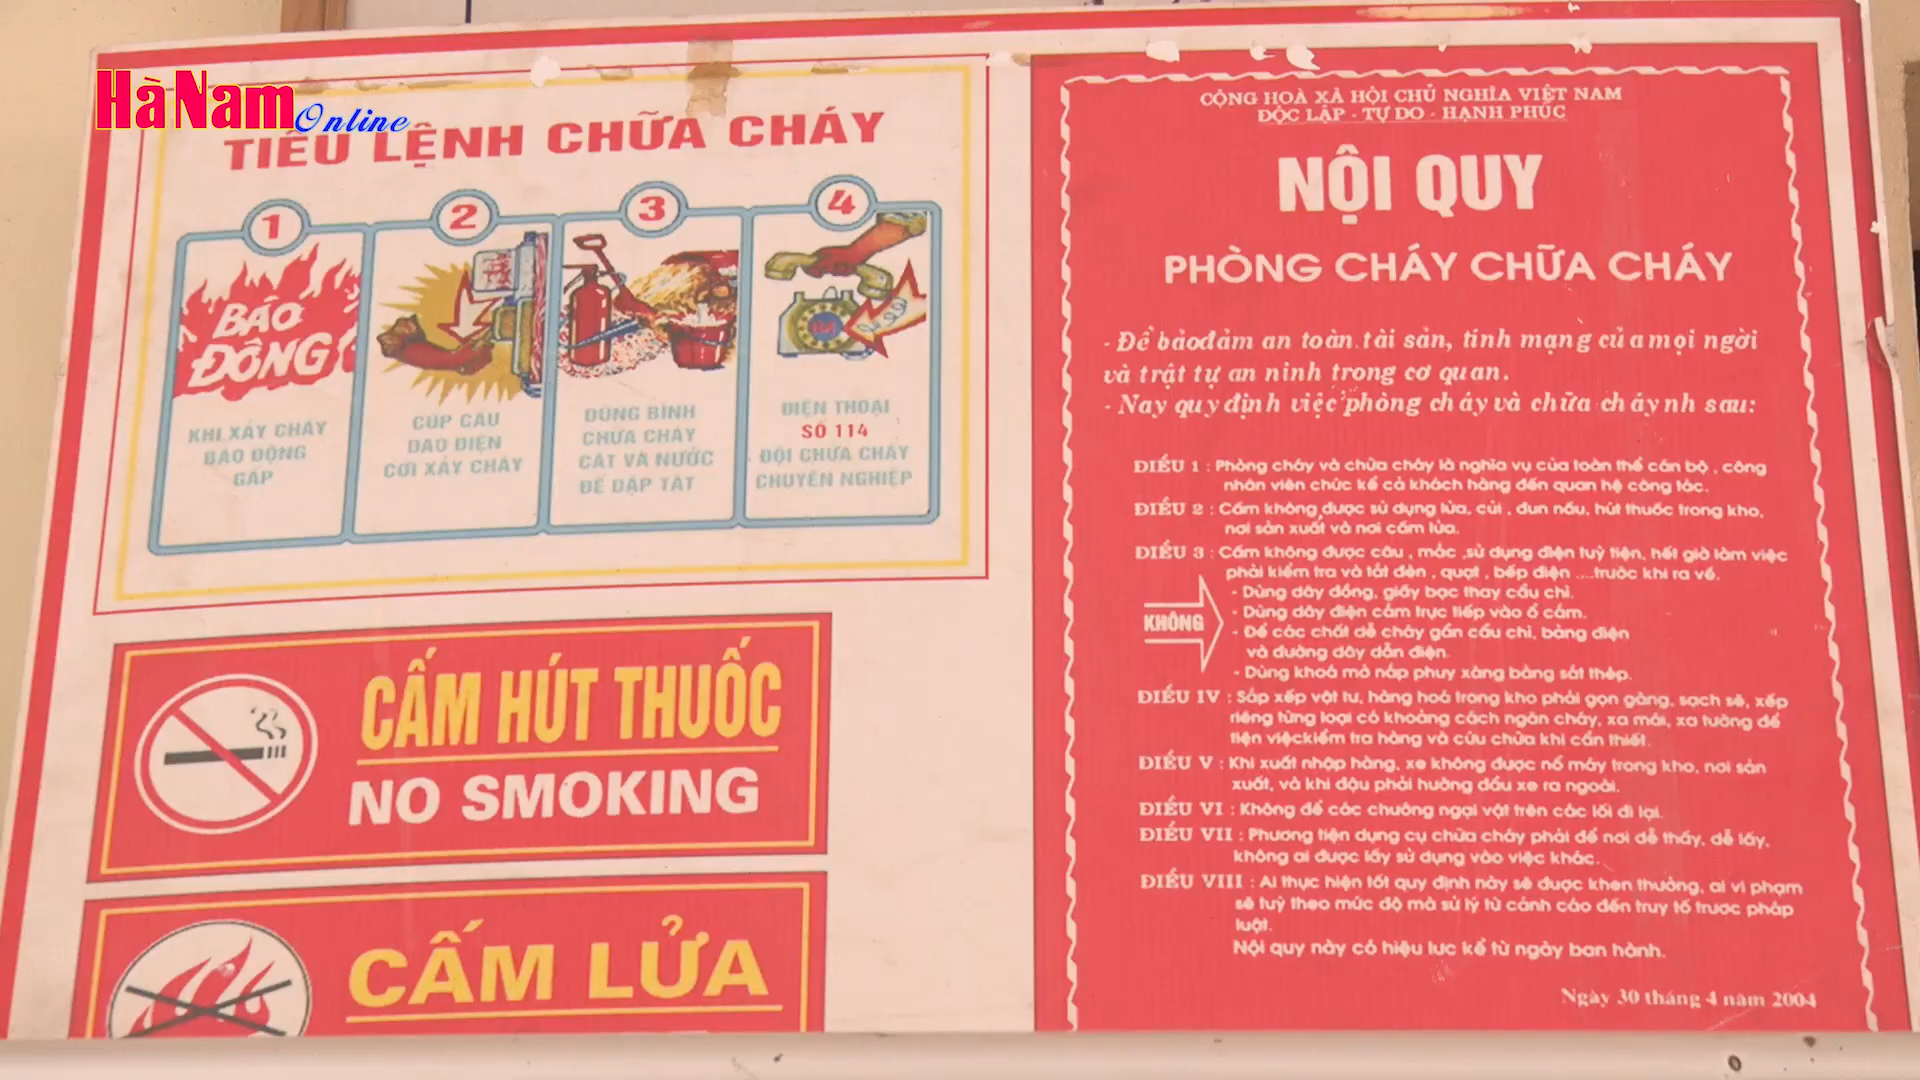 HàNam Online
TIÊU LỆNH CHỮA CHÁY
1
BÁO
ĐỘNG
KHI XẢY CHÁY
BÁO ĐỘNG
GẤP
2
CÚP CẦU
DAO ĐIỆN
CƠI XẢY CHÁY
3
DÙNG BÌNH
CHỮA CHÁY
CÁT VÀ NƯỚC
ĐỂ DẬP TẮT
4
ĐIỆN THOẠI
SỐ 114
ĐỘI CHỮA CHÁY
CHUYÊN NGHIỆP
CẤM HÚT THUỐC
NO SMOKING
CẤM LỬA
CỘNG HOÀ XÃ HỘI CHỦ NGHĨA VIỆT NAM
ĐỘC LẬP - TỰ DO - HẠNH PHÚC
NỘI QUY
PHÒNG CHÁY CHỮA CHÁY
- Để bảo đảm an toàn tài sản, tính mạng của mọi người
và trật tự an ninh trong cơ quan.
- Nay quy định việc phòng cháy và chữa cháy nh sau:
ĐIỀU 1 : Phòng cháy và chữa cháy là nghĩa vụ của toàn thể cán bộ , công
nhân viên chức kể cả khách hàng đến quan hệ công tác.
ĐIỀU 2 : Cấm không được sử dụng lửa, củi , đun nấu, hút thuốc trong kho,
nơi sản xuất và nơi cấm lửa.
ĐIỀU 3 : Cấm không được câu , móc ,sử dụng điện tuỳ tiện, hết giờ làm việc
phải kiểm tra và tắt đèn , quạt , bếp điện ....trước khi ra về.
KHÔNG
- Dùng dây đồng, giấy bạc thay cầu chì.
- Dùng dây điện cắm trực tiếp vào ổ cắm.
- Để các chất dễ cháy gần cầu chì, bảng điện
và đường dây dẫn điện.
- Dùng khoá mở nắp phuy xăng bằng sắt thép.
ĐIỀU IV : Sắp xếp vật tư, hàng hoá trong kho phải gọn gàng, sạch sẽ, xếp
riêng từng loại có khoảng cách ngăn cháy, xa mái, xa tường để
tiện việc kiểm tra hàng và cứu chữa khi cần thiết.
ĐIỀU V : Khi xuất nhập hàng, xe không được nổ máy trong kho, nơi sản
xuất, và khi đậu phải hướng đầu xe ra ngoài.
ĐIỀU VI : Không để các chướng ngại vật trên các lối đi lại.
ĐIỀU VII : Phương tiện dụng cụ chữa cháy phải để nơi dễ thấy, dễ lấy,
không ai được lấy sử dụng vào việc khác.
ĐIỀU VIII : Ai thực hiện tốt quy định này sẽ được khen thưởng, ai vi phạm
sẽ tuỳ theo mức độ mà sử lý từ cảnh cáo đến truy tố trước pháp
luật.
Nội quy này có hiệu lực kể từ ngày ban hành.
Ngày 30 tháng 4 năm 2004